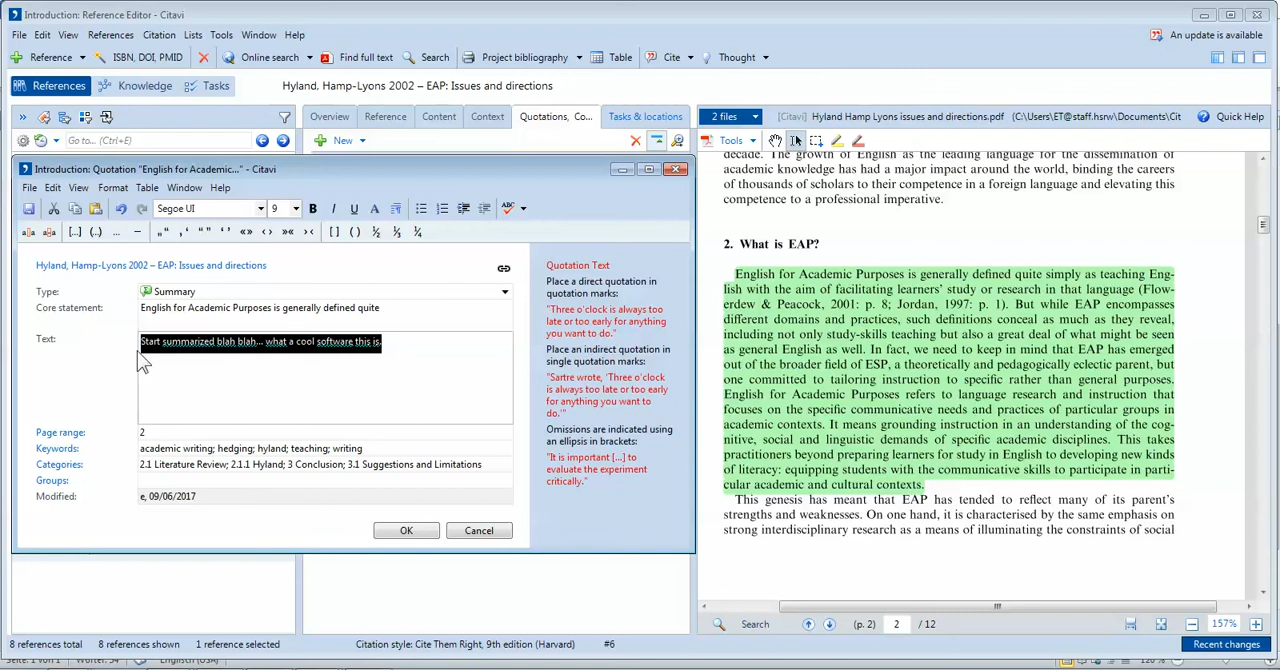 Introduction: Reference Editor - Citavi
File Edit View References Citation Lists Tools Window Help
An update is available
Reference ISBN, DOI, PMID Online search Find full text Search Project bibliography Table Cite Thought
References Knowledge Tasks
Hyland, Hamp-Lyons 2002 – EAP: Issues and directions
Overview Reference Content Context Quotations, Co... Tasks & locations
2 files [Citavi] Hyland Hamp Lyons issues and directions.pdf (C:\Users\ET@staff.hsrw\Documents\Cit Quick Help
Go to... (Ctrl+E)
New
Tools
Introduction: Quotation "English for Academic..." - Citavi
File Edit View Format Table Window Help
Segoe UI 9 B I U A ABC
Hyland, Hamp-Lyons 2002 – EAP: Issues and directions
Type: Summary
Core statement: English for Academic Purposes is generally defined quite
Text: Start summarized blah blah... what a cool software this is.
Page range: 2
Keywords: academic writing; hedging; hyland; teaching; writing
Categories: 2.1 Literature Review; 2.1.1 Hyland; 3 Conclusion; 3.1 Suggestions and Limitations
Groups:
Modified: e, 09/06/2017
OK Cancel
Quotation Text
Place a direct quotation in
quotation marks:
"Three o'clock is always too
late or too early for anything
you want to do."
Place an indirect quotation in
single quotation marks:
"Sartre wrote, 'Three o'clock
is always too late or too early
for anything you want to
do.'"
Omissions are indicated using
an ellipsis in brackets:
"It is important [...] to
evaluate the experiment
critically."
decade. The growth of English as the leading language for the dissemination of
academic knowledge has had a major impact around the world, binding the careers
of thousands of scholars to their competence in a foreign language and elevating this
competence to a professional imperative.
2. What is EAP?
English for Academic Purposes is generally defined quite simply as teaching Eng-
lish with the aim of facilitating learners' study or research in that language (Flow-
erdew & Peacock, 2001: p. 8; Jordan, 1997: p. 1). But while EAP encompasses
different domains and practices, such definitions conceal as much as they reveal,
including not only study-skills teaching but also a great deal of what might be seen
as general English as well. In fact, we need to keep in mind that EAP has emerged
out of the broader field of ESP, a theoretically and pedagogically eclectic parent, but
one committed to tailoring instruction to specific rather than general purposes.
English for Academic Purposes refers to language research and instruction that
focuses on the specific communicative needs and practices of particular groups in
academic contexts. It means grounding instruction in an understanding of the cog-
nitive, social and linguistic demands of specific academic disciplines. This takes
practitioners beyond preparing learners for study in English to developing new kinds
of literacy: equipping students with the communicative skills to participate in parti-
cular academic and cultural contexts.
This genesis has meant that EAP has tended to reflect many of its parent's
strengths and weaknesses. On one hand, it is characterised by the same emphasis on
strong interdisciplinary research as a means of illuminating the constraints of social
Search (p. 2) 2 / 12 157%
8 references total 8 references shown 1 reference selected Citation style: Cite Them Right, 9th edition (Harvard) #6 Recent changes